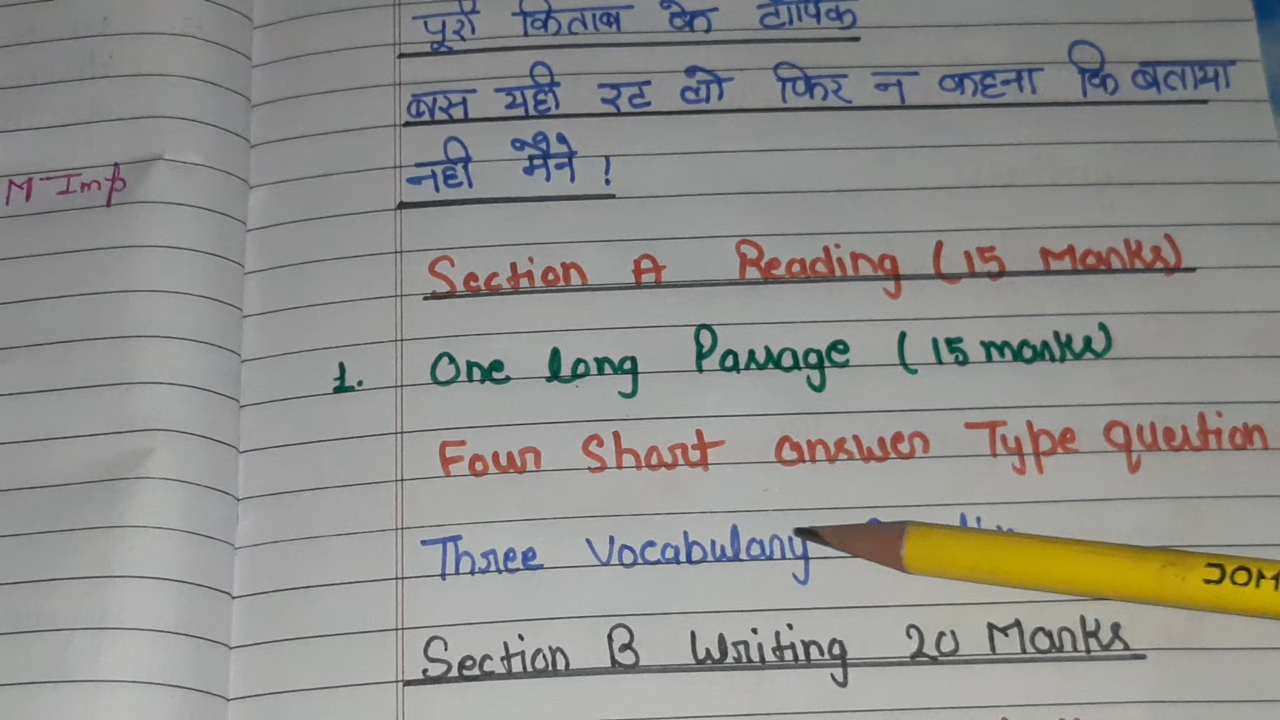 पूरी किताब के टॉपिक
बस यही रट लो फिर न कहना कि बताया
नही मैने !
M-Imp
Section A Reading (15 Marks)
1. One long Passage (15 marks)
Four Short answer Type question
Three Vocabulary
Section B Writing 20 Marks
JOM